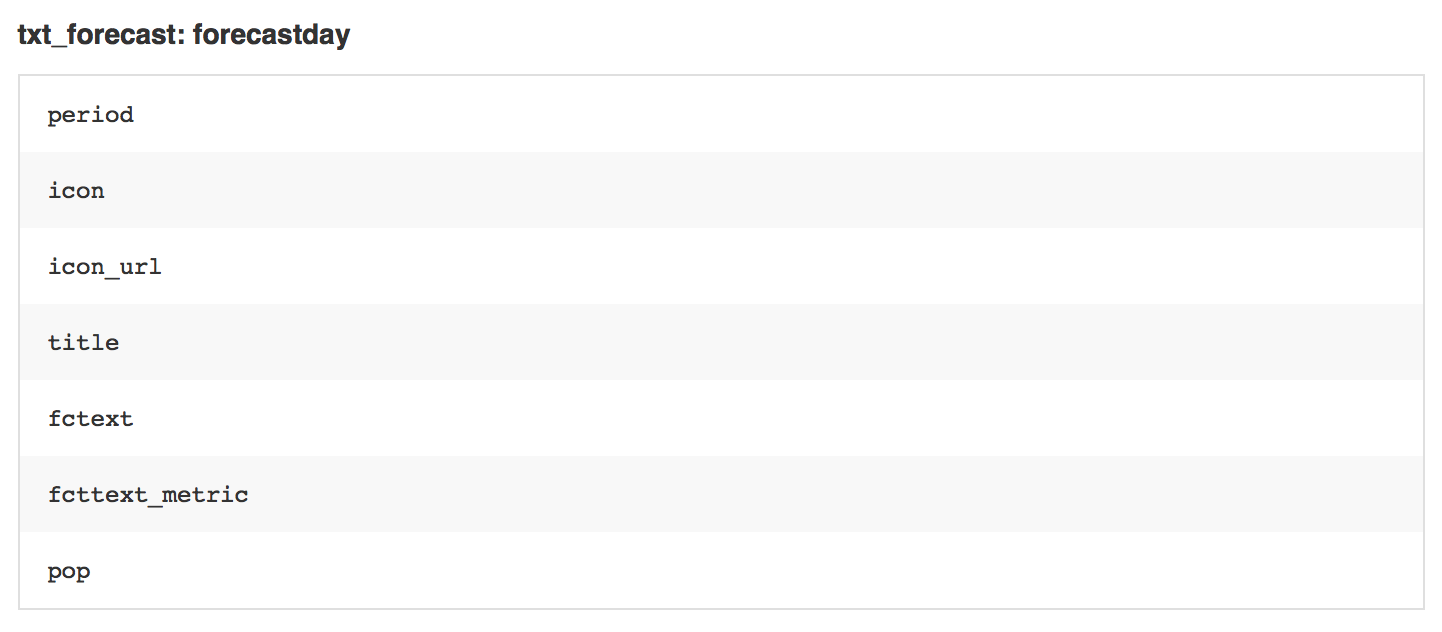 txt_forecast: forecastday
period
icon
icon_url
title
fctext
fcttext_metric
pop